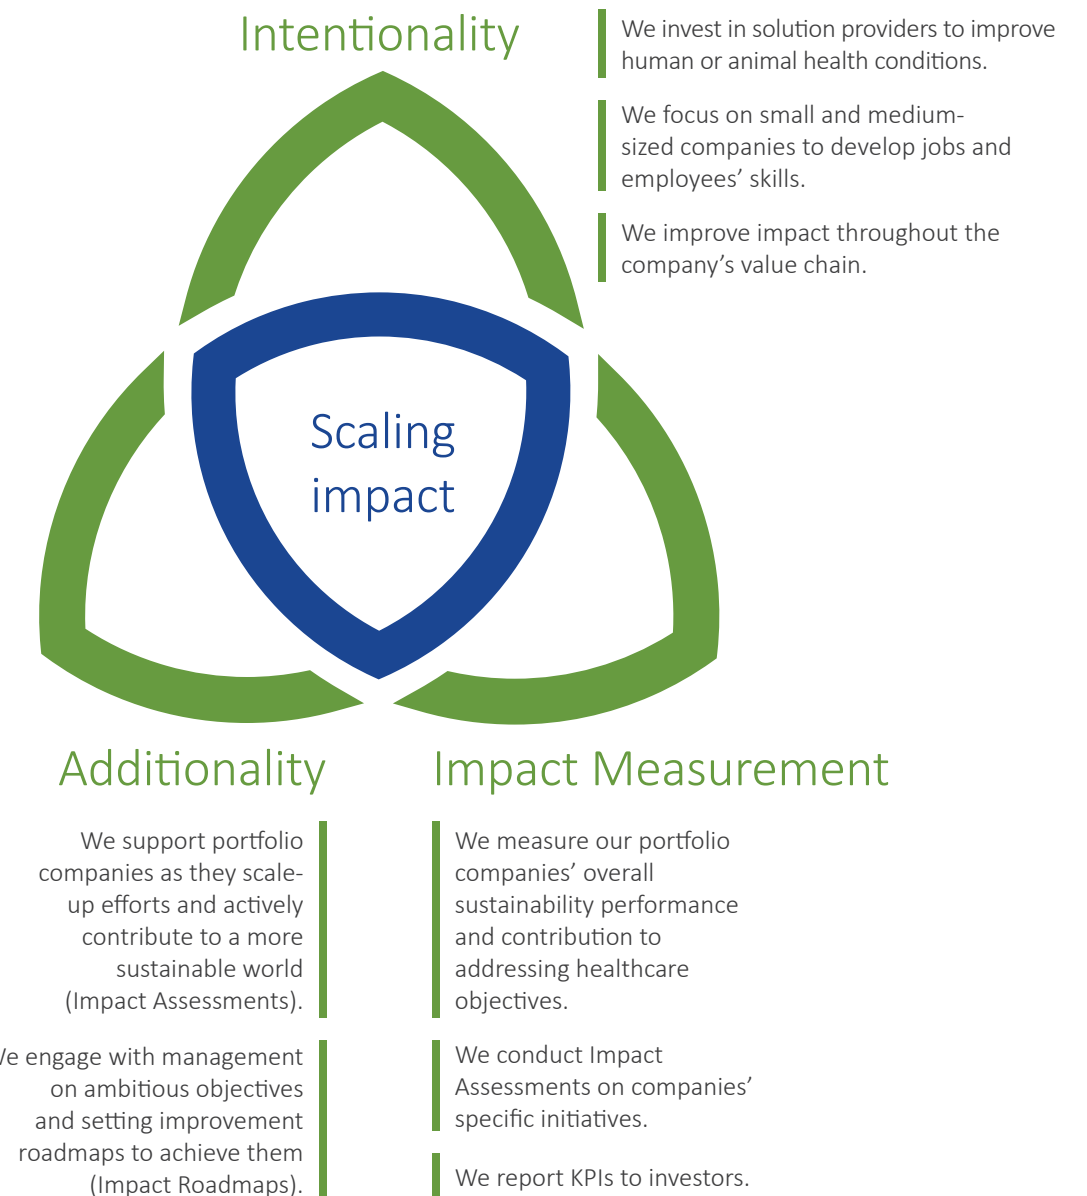 Intentionality
We invest in solution providers to improve
human or animal health conditions.
We focus on small and medium-
sized companies to develop jobs and
employees’ skills.
We improve impact throughout the
company’s value chain.
Scaling
impact
Additionality
We support portfolio
companies as they scale-
up efforts and actively
contribute to a more
sustainable world
(Impact Assessments).
We engage with management
on ambitious objectives
and setting improvement
roadmaps to achieve them
(Impact Roadmaps).
Impact Measurement
We measure our portfolio
companies’ overall
sustainability performance
and contribution to
addressing healthcare
objectives.
We conduct Impact
Assessments on companies’
specific initiatives.
We report KPIs to investors.